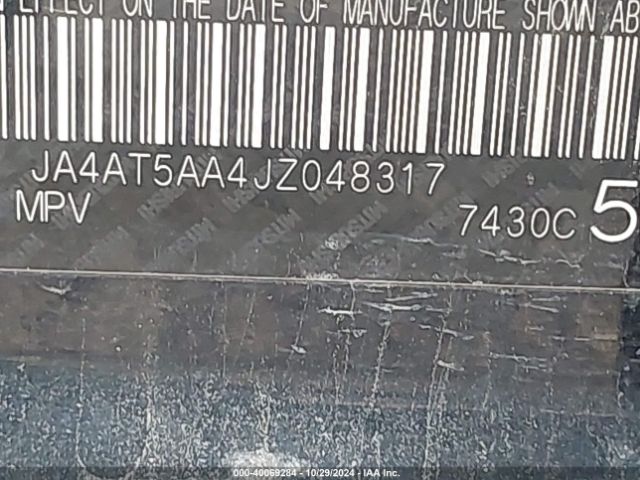 EFFECT ON THE DATE OF MANUFACTURE SHOWN AB
JA4AT5AA4JZ048317
MPV
7430C 5
000-40069284 - 10/29/2024 - IAA Inc.